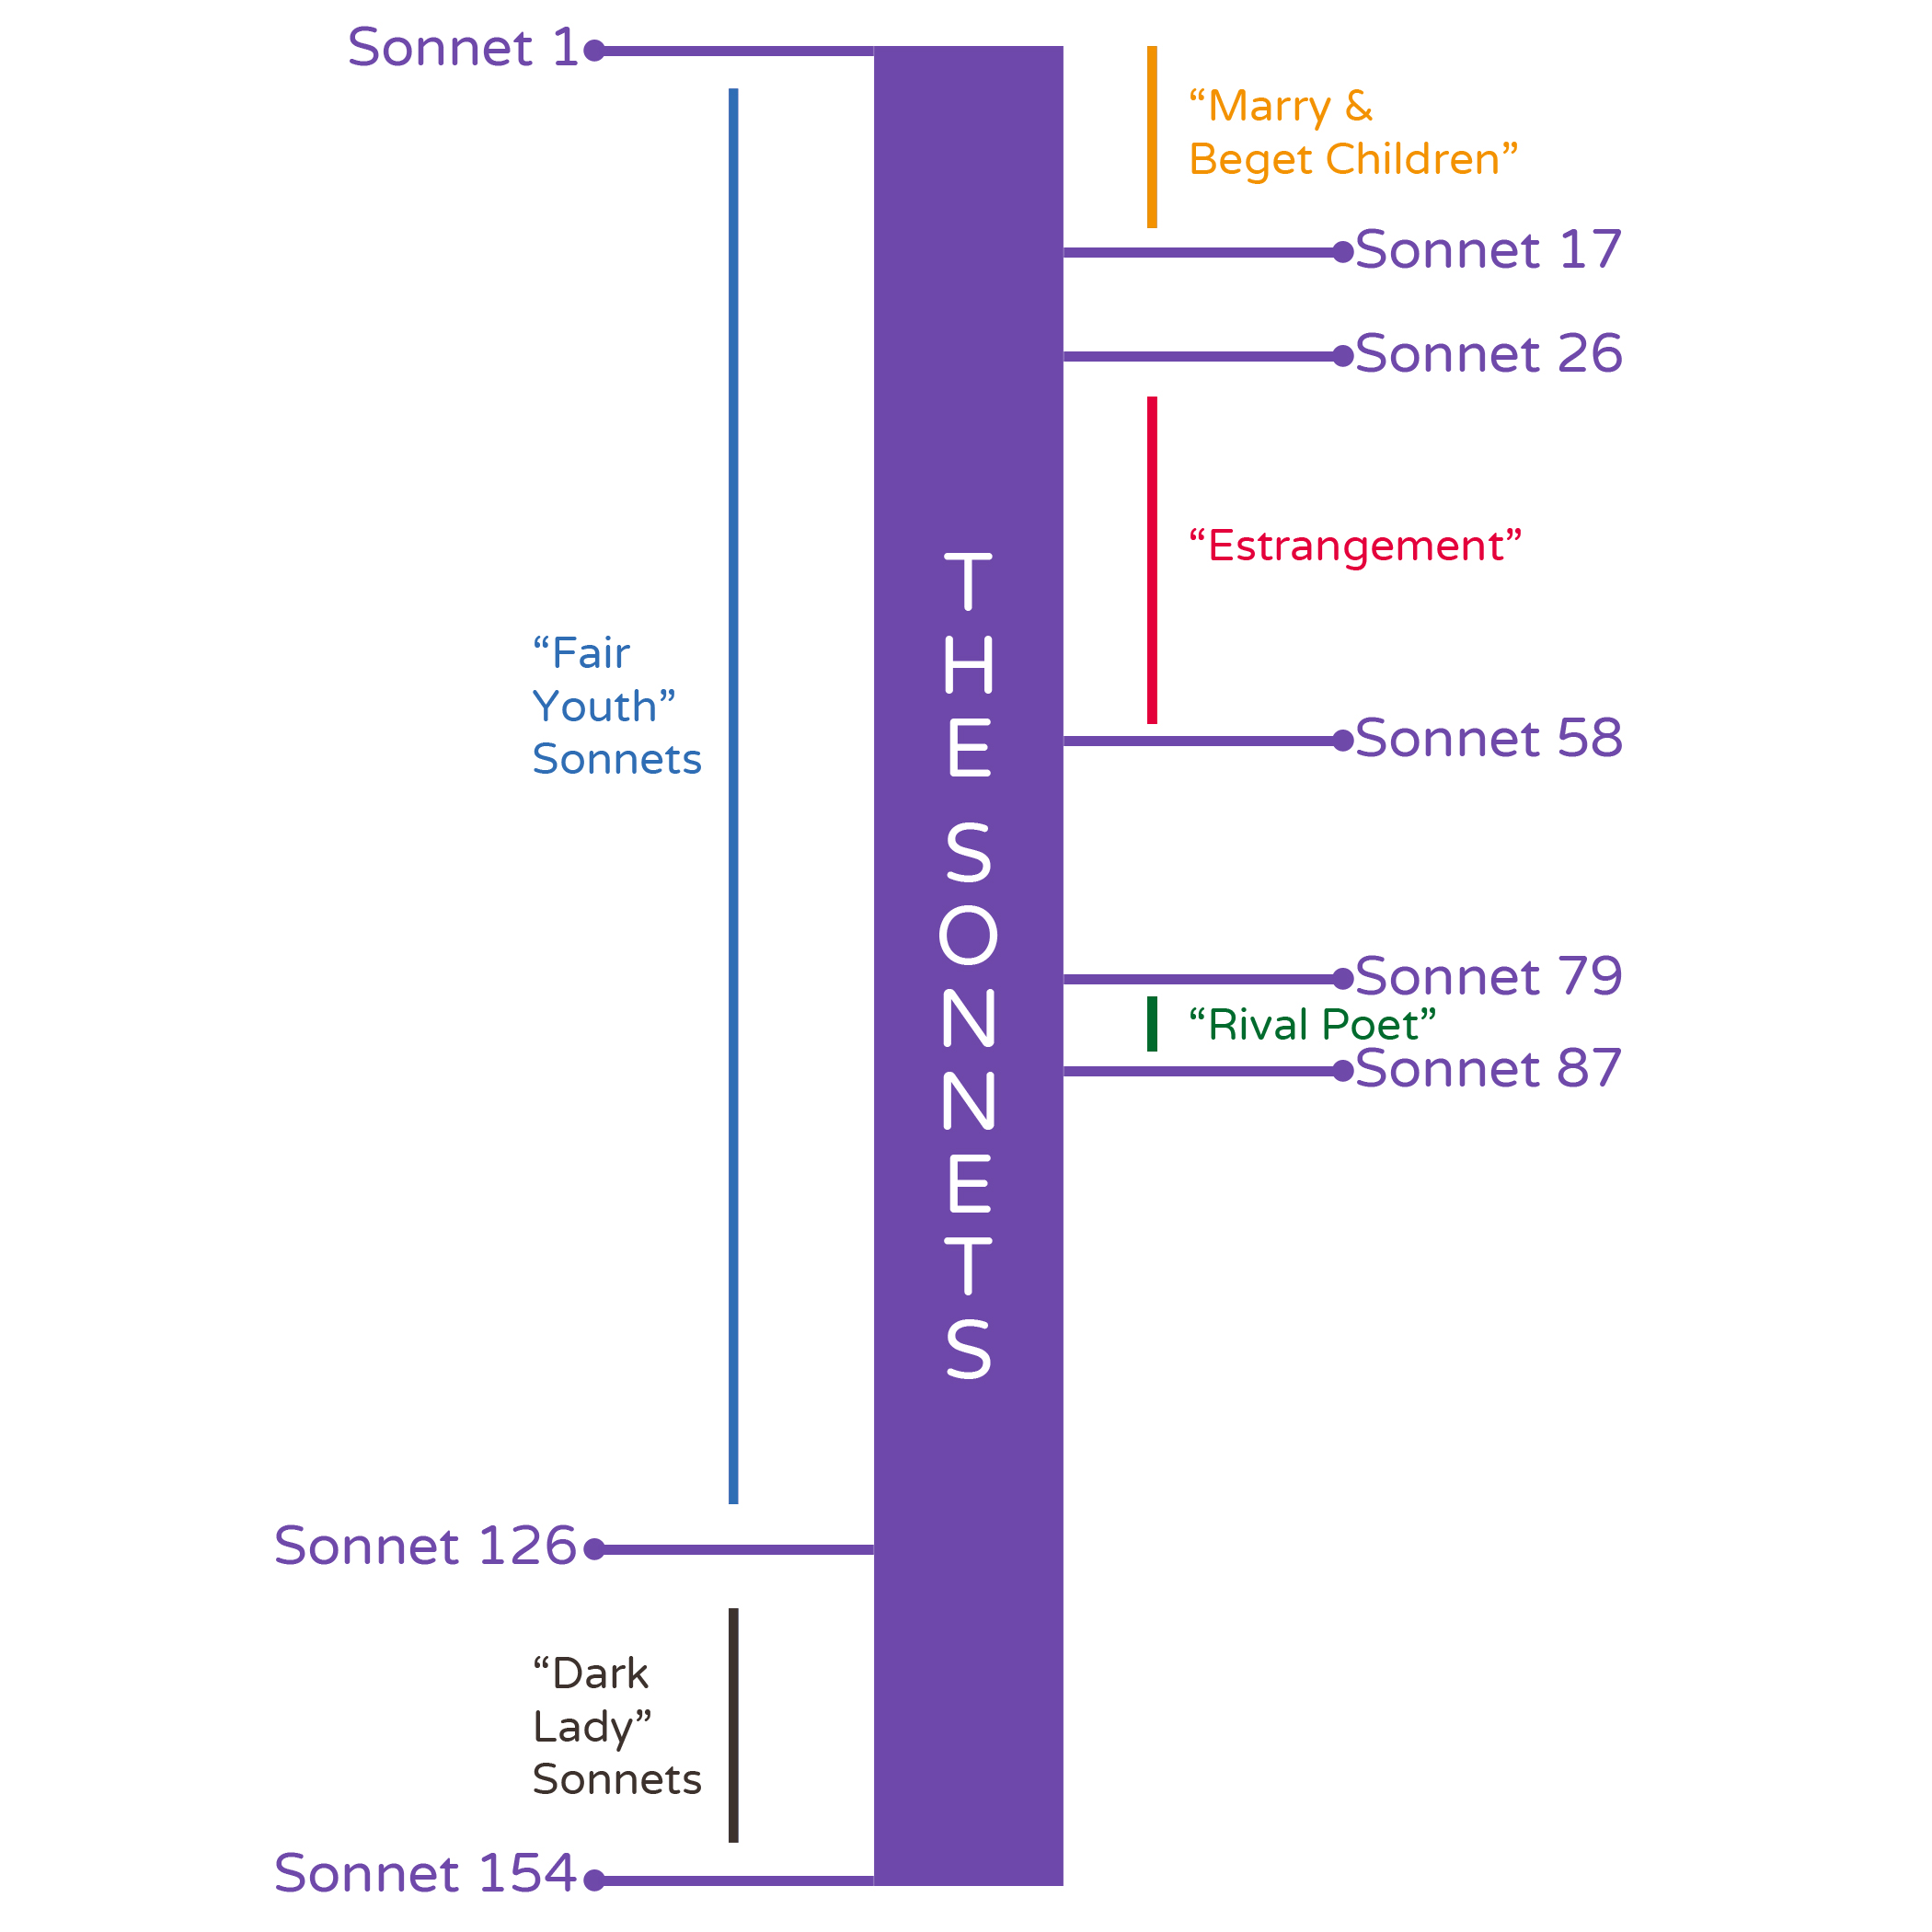 Sonnet 1
“Marry &
Beget Children”
Sonnet 17
Sonnet 26
“Estrangement”
“Fair
Youth”
Sonnets
Sonnet 58
THE SONNETS
Sonnet 79
“Rival Poet”
Sonnet 87
Sonnet 126
“Dark
Lady”
Sonnets
Sonnet 154